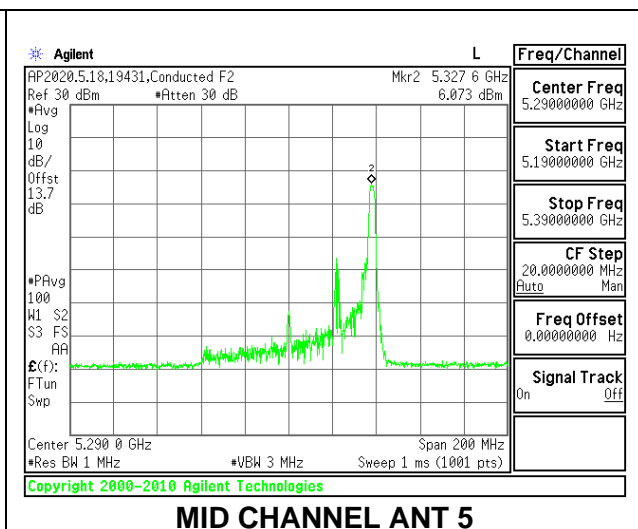 Agilent L
AP2020.5.18,19431,Conducted F2 Mkr2 5.327 6 GHz
Ref 30 dBm #Atten 30 dB 6.073 dBm
#Avg
Log
10
dB/
Offst
13.7
dB
2
#PAvg
100
W1 S2
S3 FS
AA
£(f):
FTun
Swp
Center 5.290 0 GHz Span 200 MHz
#Res BW 1 MHz #VBW 3 MHz Sweep 1 ms (1001 pts)
Copyright 2000-2010 Agilent Technologies
Freq/Channel
Center Freq
5.29000000 GHz
Start Freq
5.19000000 GHz
Stop Freq
5.39000000 GHz
CF Step
20.0000000 MHz
Auto Man
Freq Offset
0.00000000 Hz
Signal Track
On Off
MID CHANNEL ANT 5